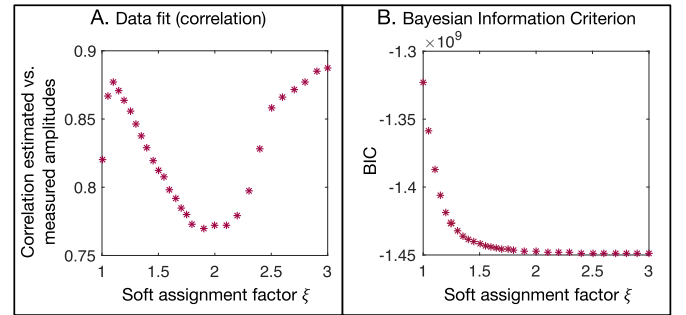 A. Data fit (correlation)
0.9
0.85
0.8
0.75
Correlation estimated vs.
measured amplitudes
1 1.5 2 2.5 3
Soft assignment factor ξ
B. Bayesian Information Criterion
×10⁹
-1.3
-1.35
-1.4
-1.45
BIC
1 1.5 2 2.5 3
Soft assignment factor ξ